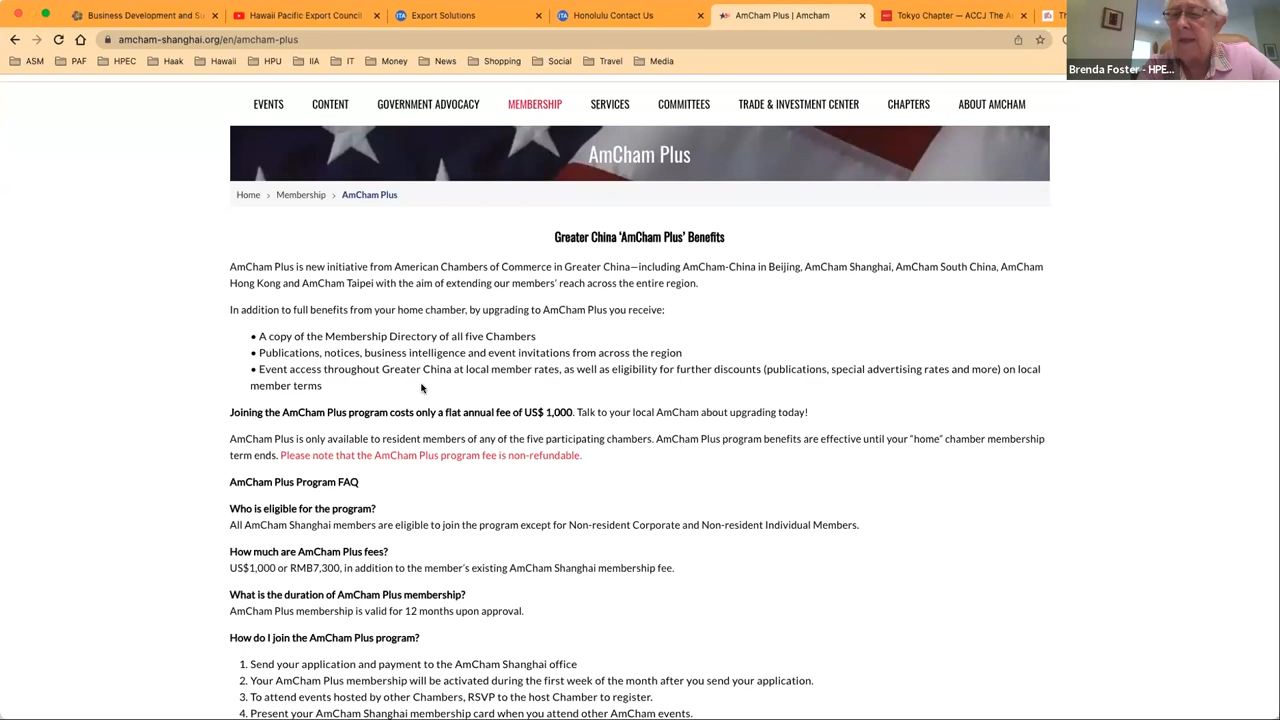 Business Development and Su
Hawaii Pacific Export Council
Export Solutions
Honolulu Contact Us
AmCham Plus | Amcham
Tokyo Chapter — ACCJ The A
Th
amcham-shanghai.org/en/amcham-plus
ASM PAF HPEC Haak Hawaii HPU IIA IT Money News Shopping Social Travel Media
Brenda Foster - HPE...
EVENTS CONTENT GOVERNMENT ADVOCACY MEMBERSHIP SERVICES COMMITTEES TRADE & INVESTMENT CENTER CHAPTERS ABOUT AMCHAM
AmCham Plus
Home > Membership > AmCham Plus
Greater China ‘AmCham Plus’ Benefits
AmCham Plus is new initiative from American Chambers of Commerce in Greater China—including AmCham-China in Beijing, AmCham Shanghai, AmCham South China, AmCham
Hong Kong and AmCham Taipei with the aim of extending our members’ reach across the entire region.
In addition to full benefits from your home chamber, by upgrading to AmCham Plus you receive:
• A copy of the Membership Directory of all five Chambers
• Publications, notices, business intelligence and event invitations from across the region
• Event access throughout Greater China at local member rates, as well as eligibility for further discounts (publications, special advertising rates and more) on local
member terms
Joining the AmCham Plus program costs only a flat annual fee of US$ 1,000. Talk to your local AmCham about upgrading today!
AmCham Plus is only available to resident members of any of the five participating chambers. AmCham Plus program benefits are effective until your “home” chamber membership
term ends. Please note that the AmCham Plus program fee is non-refundable.
AmCham Plus Program FAQ
Who is eligible for the program?
All AmCham Shanghai members are eligible to join the program except for Non-resident Corporate and Non-resident Individual Members.
How much are AmCham Plus fees?
US$1,000 or RMB7,300, in addition to the member’s existing AmCham Shanghai membership fee.
What is the duration of AmCham Plus membership?
AmCham Plus membership is valid for 12 months upon approval.
How do I join the AmCham Plus program?
1. Send your application and payment to the AmCham Shanghai office
2. Your AmCham Plus membership will be activated during the first week of the month after you send your application.
3. To attend events hosted by other Chambers, RSVP to the host Chamber to register.
4. Present your AmCham Shanghai membership card when you attend other AmCham events.